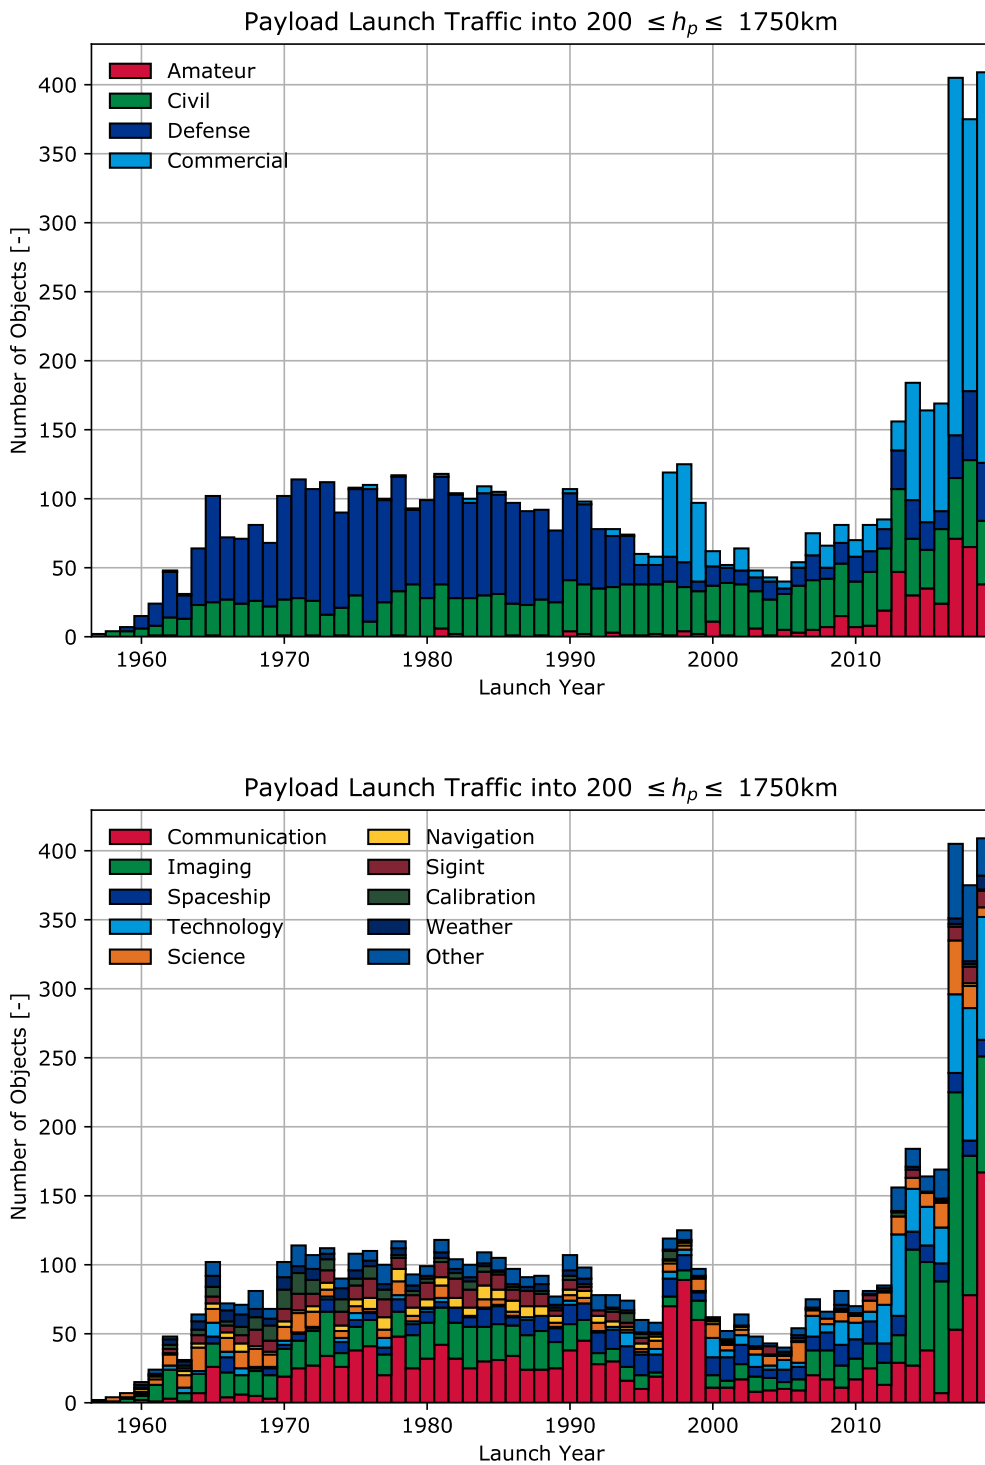 Payload Launch Traffic into 200 ≤ hₚ ≤ 1750km
Amateur
Civil
Defense
Commercial
400
350
300
250
200
150
100
50
0
Number of Objects [-]
1960 1970 1980 1990 2000 2010
Launch Year
Payload Launch Traffic into 200 ≤ hₚ ≤ 1750km
Communication
Imaging
Spaceship
Technology
Science
Navigation
Sigint
Calibration
Weather
Other
400
350
300
250
200
150
100
50
0
Number of Objects [-]
1960 1970 1980 1990 2000 2010
Launch Year